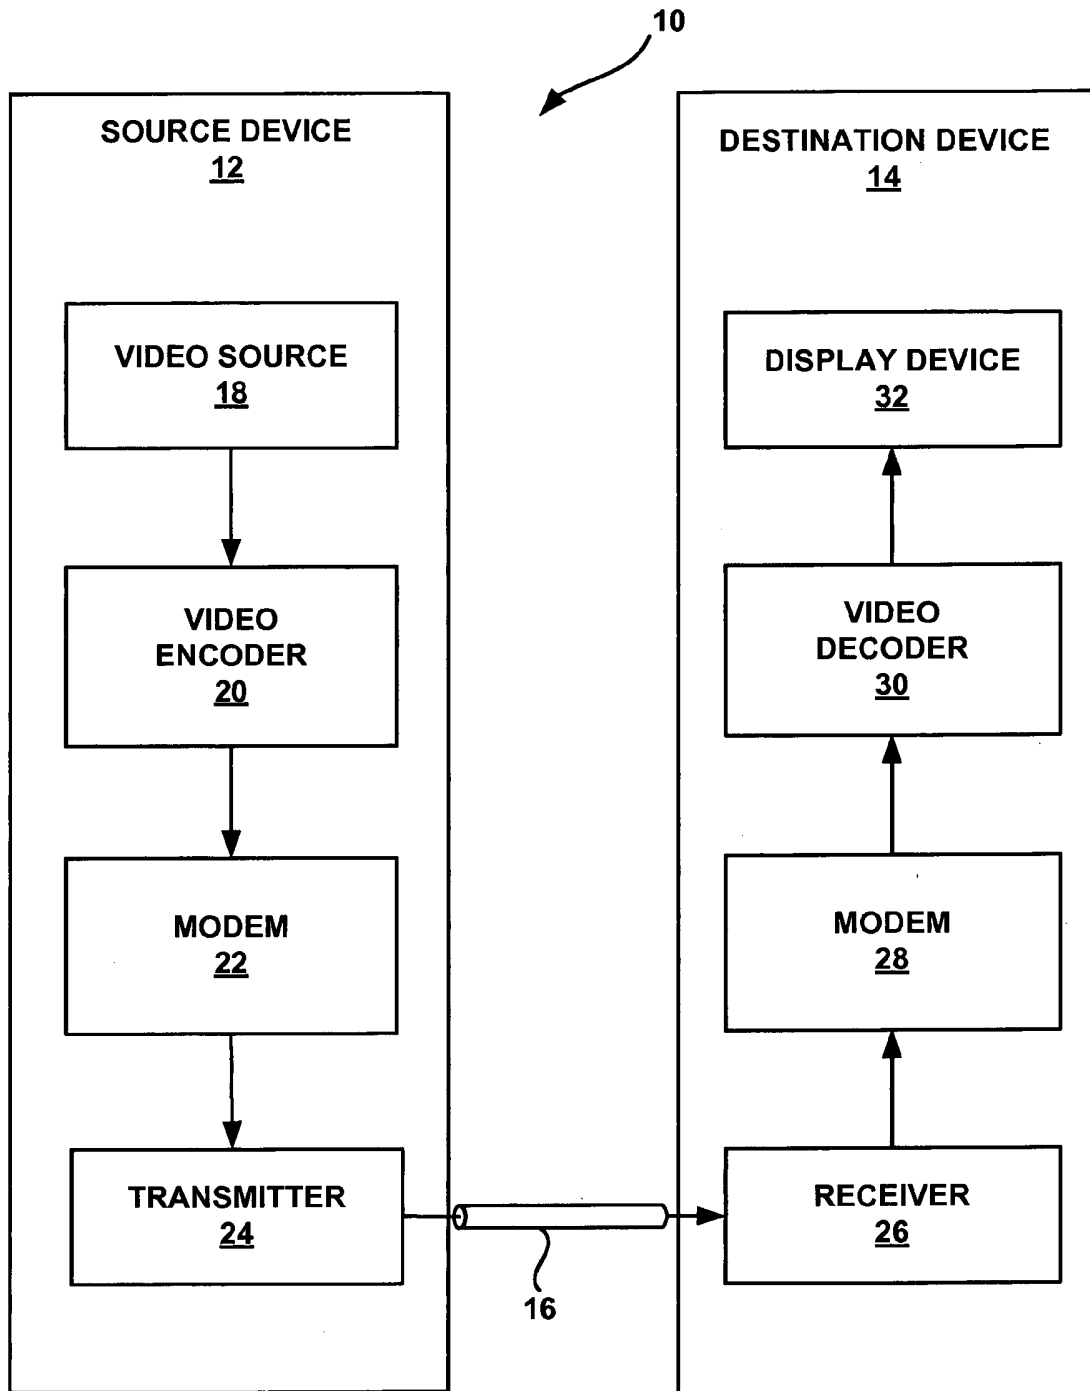 10
SOURCE DEVICE
12
VIDEO SOURCE
18
VIDEO
ENCODER
20
MODEM
22
TRANSMITTER
24
16
DESTINATION DEVICE
14
DISPLAY DEVICE
32
VIDEO
DECODER
30
MODEM
28
RECEIVER
26